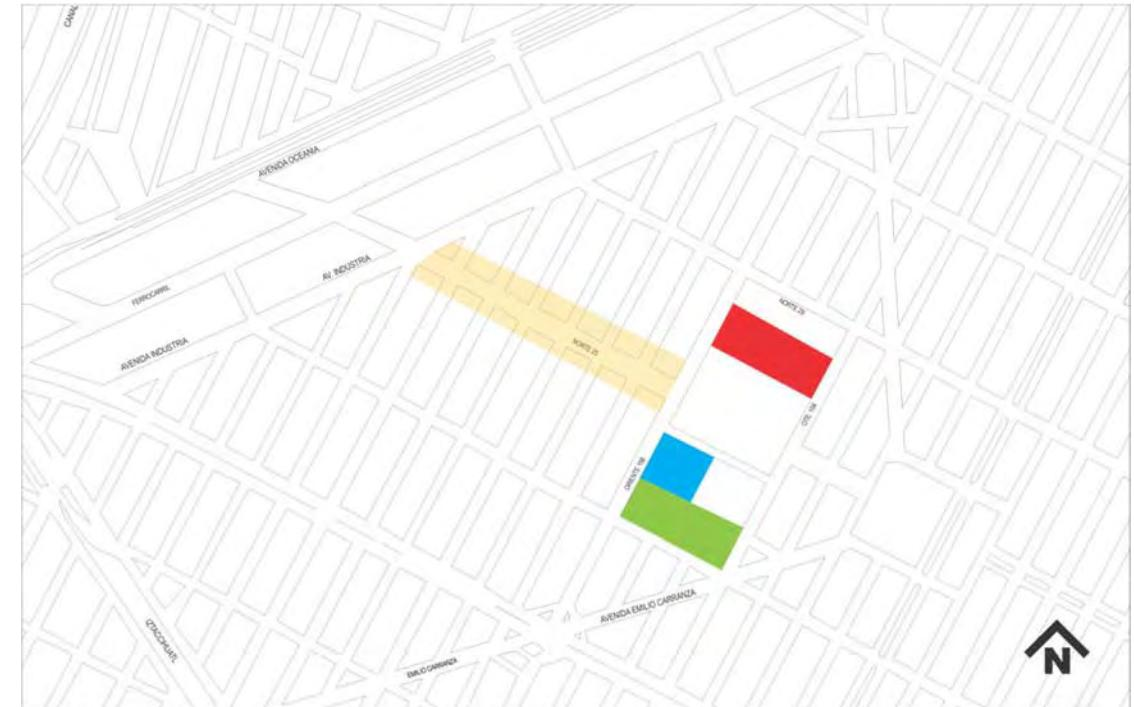 CANAL
AVENIDA OCEANIA
AV. INDUSTRIA
FERROCARRIL
NORTE 29
AVENIDA INDUSTRIA
NORTE 25
ORIENTE 158
AVENIDA EMILIO CARRANZA
IZTACCIHUATL
EMILIO CARRANZA
N